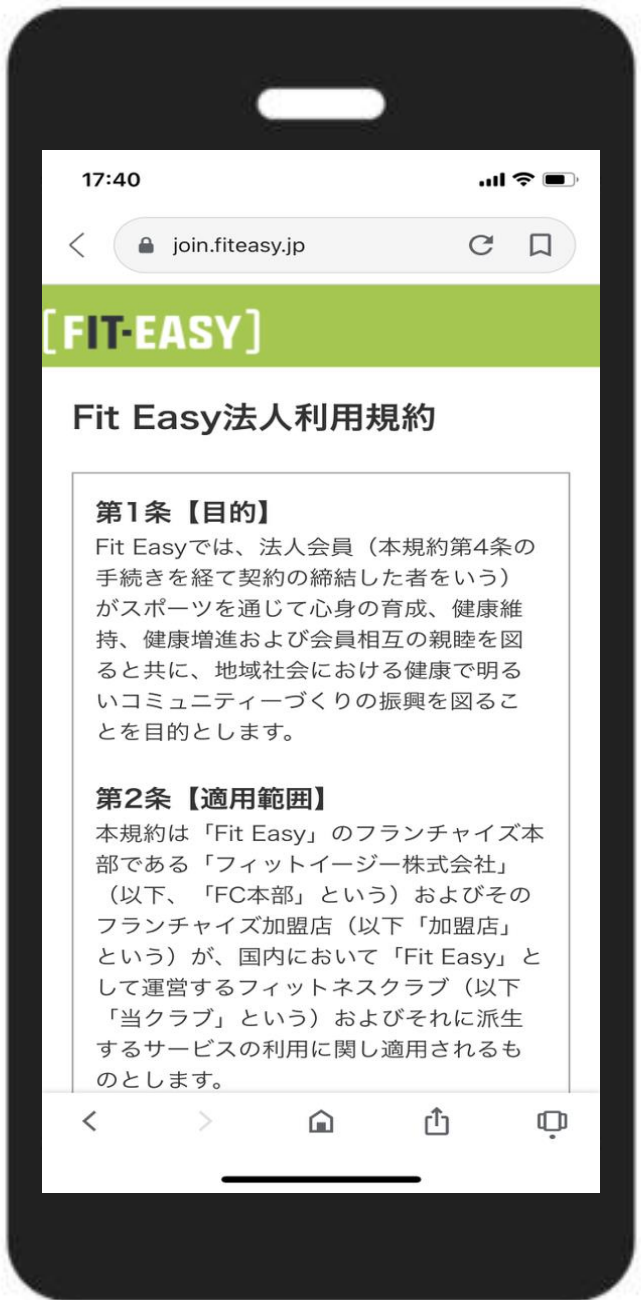 17:40
join.fiteasy.jp
[FIT-EASY]
Fit Easy法人利用規約
第1条【目的】
Fit Easyでは、法人会員（本規約第4条の
手続きを経て契約の締結した者をいう）
がスポーツを通じて心身の育成、健康維
持、健康増進および会員相互の親睦を図
ると共に、地域社会における健康で明る
いコミュニティーづくりの振興を図るこ
とを目的とします。
第2条【適用範囲】
本規約は「Fit Easy」のフランチャイズ本
部である「フィットイージー株式会社」
（以下、「FC本部」という）およびその
フランチャイズ加盟店（以下「加盟店」
という）が、国内において「Fit Easy」と
して運営するフィットネスクラブ（以下
「当クラブ」という）およびそれに派生
するサービスの利用に関し適用されるも
のとします。